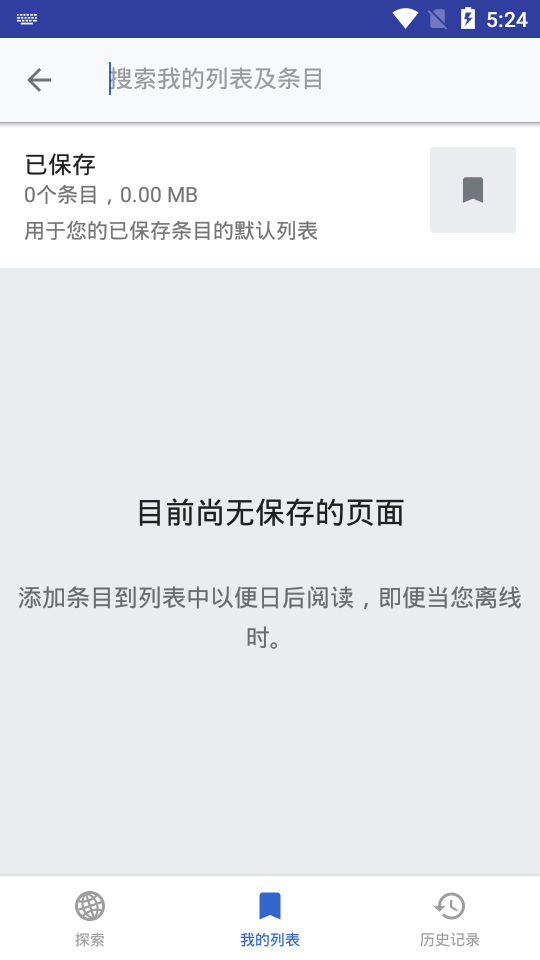 5:24
搜索我的列表及条目
已保存
0个条目，0.00 MB
用于您的已保存条目的默认列表
目前尚无保存的页面
添加条目到列表中以便日后阅读，即便当您离线
时。
探索
我的列表
历史记录